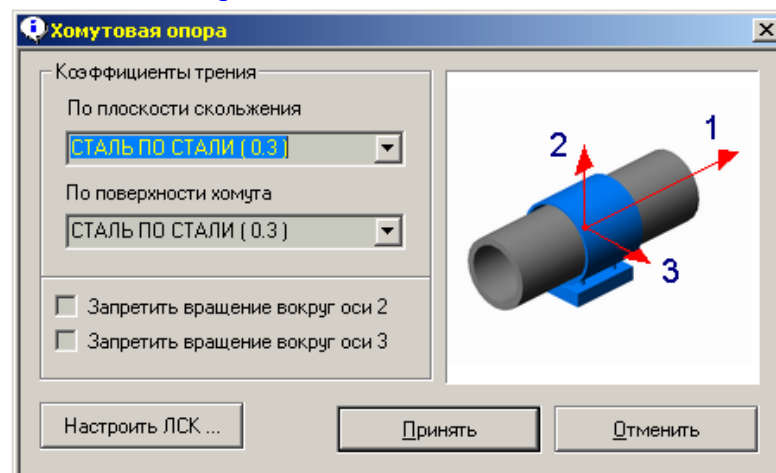 Хомутовая опора
Коэффициенты трения
По плоскости скольжения
СТАЛЬ ПО СТАЛИ ( 0.3 )
По поверхности хомута
СТАЛЬ ПО СТАЛИ ( 0.3 )
Запретить вращение вокруг оси 2
Запретить вращение вокруг оси 3
1
2
3
Настроить ЛСК ...
Принять
Отменить